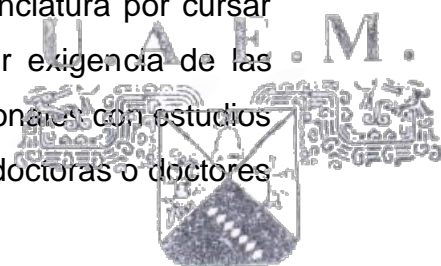 nciatura por cursar
U. A. E. M.
r exigencia de las
onales con estudios
doctoras o doctores